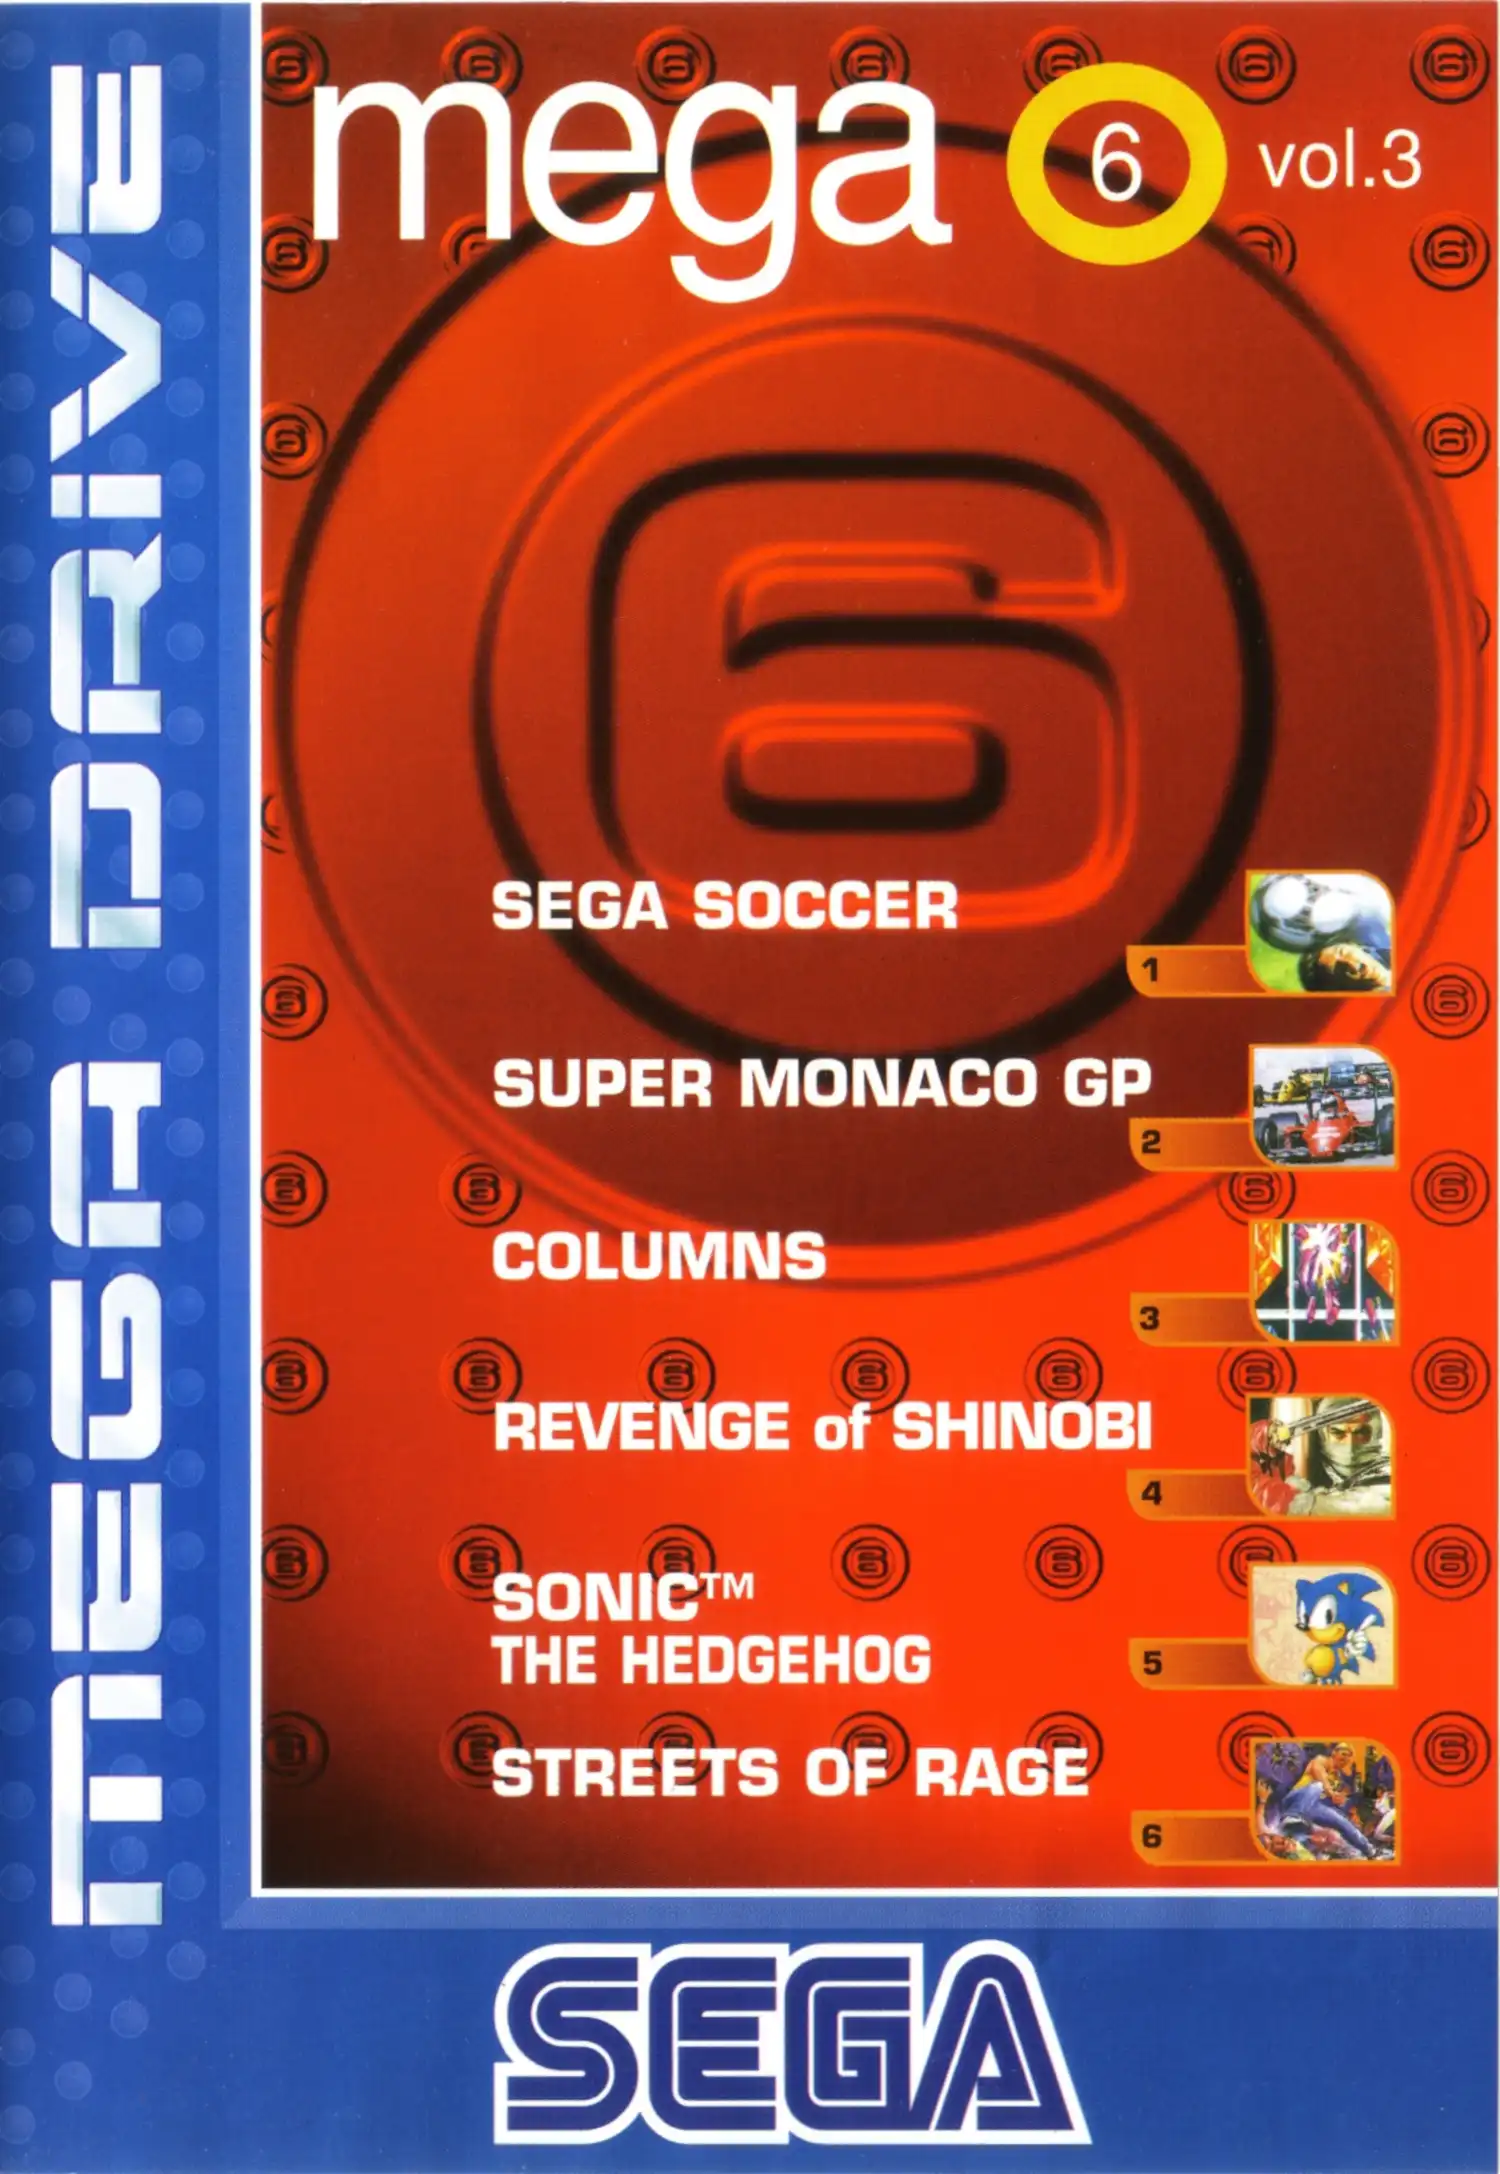 MEGA DRIVE
mega 6 vol.3
6
SEGA SOCCER
1
SUPER MONACO GP
2
COLUMNS
3
REVENGE of SHINOBI
4
SONIC™
THE HEDGEHOG
5
STREETS OF RAGE
6
SEGA